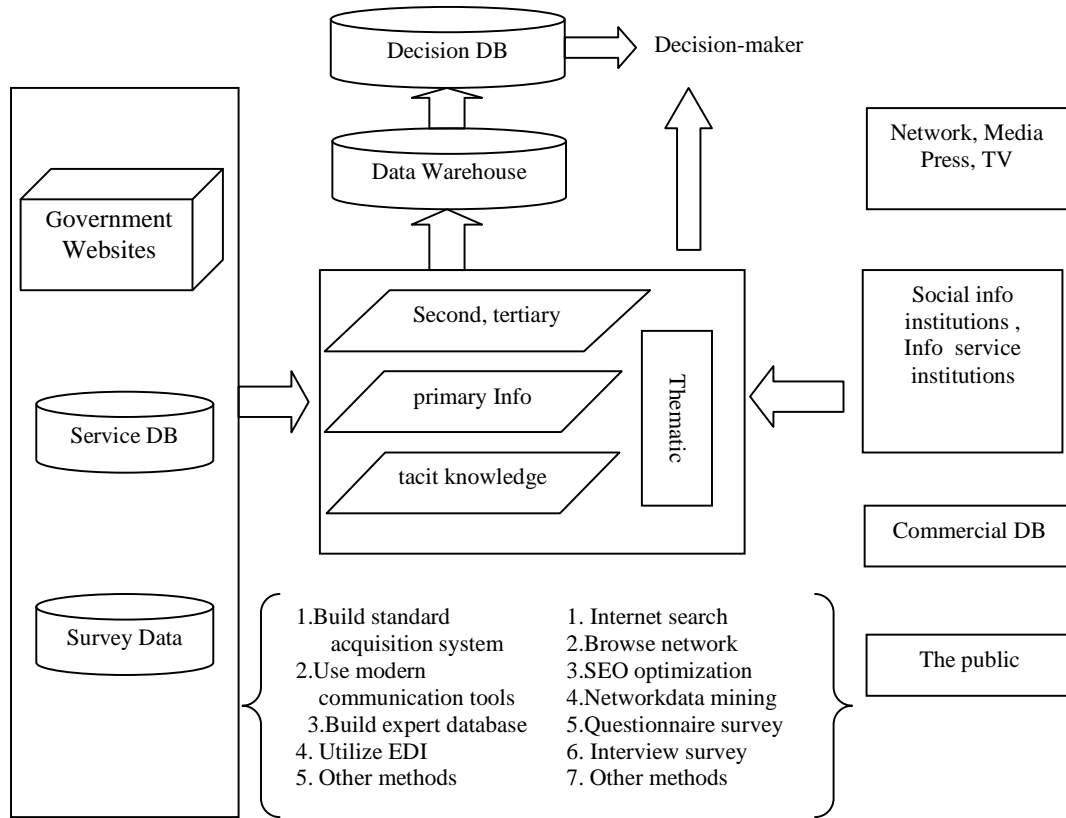 Decision DB
Decision-maker
Data Warehouse
Network, Media
Press, TV
Government
Websites
Second, tertiary
primary Info
tacit knowledge
Thematic
Social info
institutions ,
Info service
institutions
Service DB
Commercial DB
Survey Data
The public
1.Build standard
acquisition system
2.Use modern
communication tools
3.Build expert database
4. Utilize EDI
5. Other methods
1. Internet search
2.Browse network
3.SEO optimization
4.Networkdata mining
5.Questionnaire survey
6. Interview survey
7. Other methods